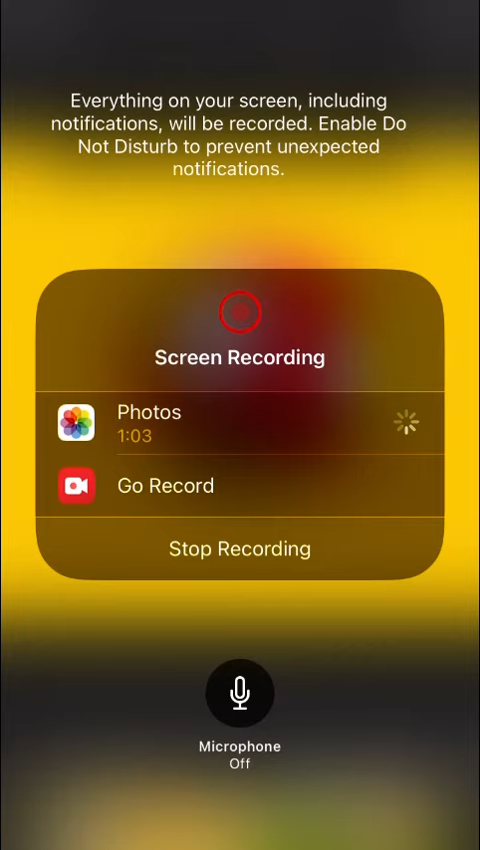 Everything on your screen, including
notifications, will be recorded. Enable Do
Not Disturb to prevent unexpected
notifications.
Screen Recording
Photos
1:03
Go Record
Stop Recording
Microphone
Off